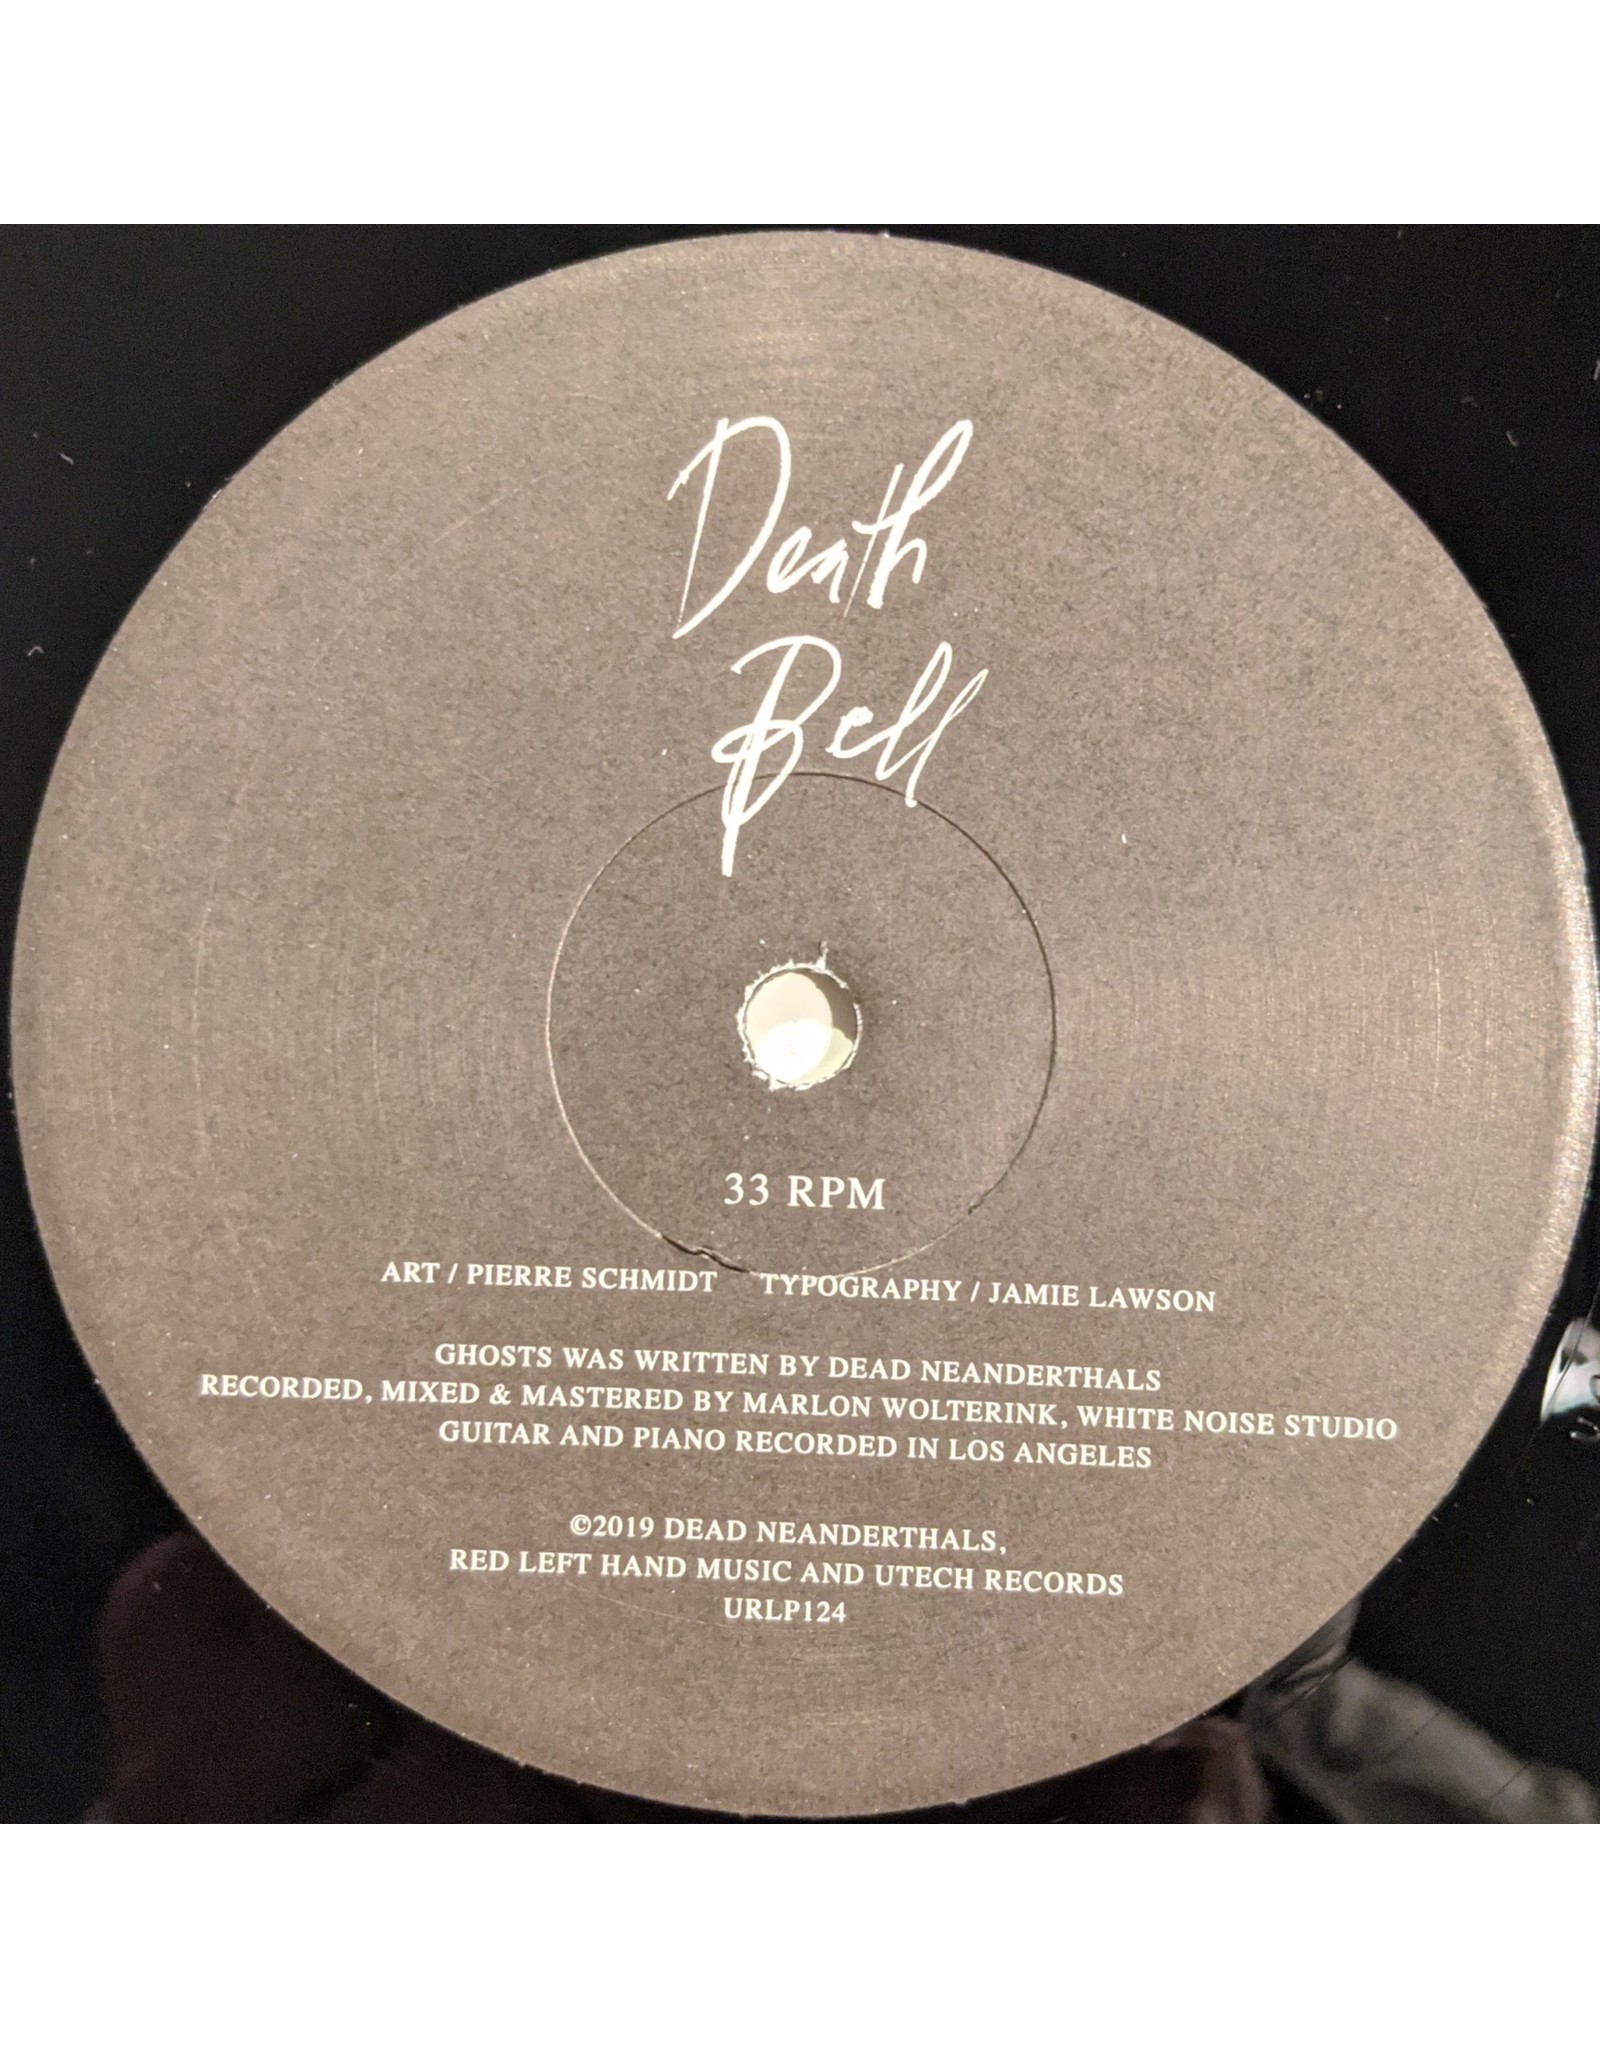 Death
Bell
33 RPM
ART / PIERRE SCHMIDT TYPOGRAPHY / JAMIE LAWSON
GHOSTS WAS WRITTEN BY DEAD NEANDERTHALS
RECORDED, MIXED & MASTERED BY MARLON WOLTERINK, WHITE NOISE STUDIO
GUITAR AND PIANO RECORDED IN LOS ANGELES
©2019 DEAD NEANDERTHALS,
RED LEFT HAND MUSIC AND UTECH RECORDS
URLP124